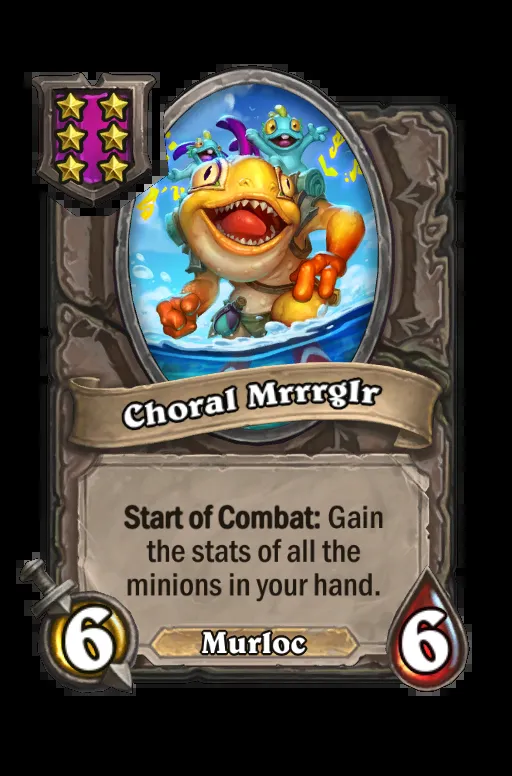 Choral Mrrrglr
Start of Combat: Gain
the stats of all the
minions in your hand.
6
Murloc
6